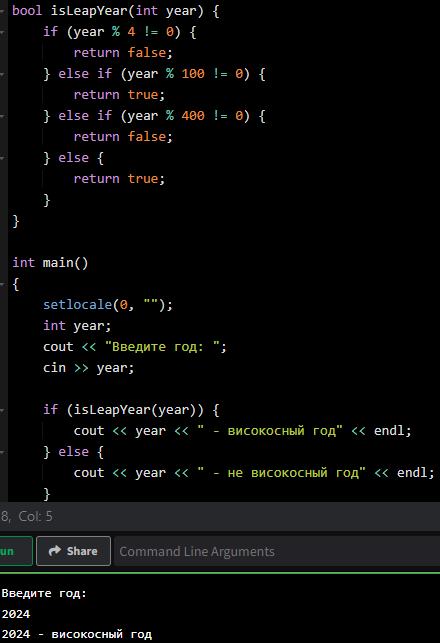 bool isLeapYear(int year) {
    if (year % 4 != 0) {
        return false;
    } else if (year % 100 != 0) {
        return true;
    } else if (year % 400 != 0) {
        return false;
    } else {
        return true;
    }
}

int main()
{
    setlocale(0, "");
    int year;
    cout << "Введите год: ";
    cin >> year;

    if (isLeapYear(year)) {
        cout << year << " - високосный год" << endl;
    } else {
        cout << year << " - не високосный год" << endl;
    }
8, Col: 5
un Share Command Line Arguments
Введите год:
2024
2024 - високосный год